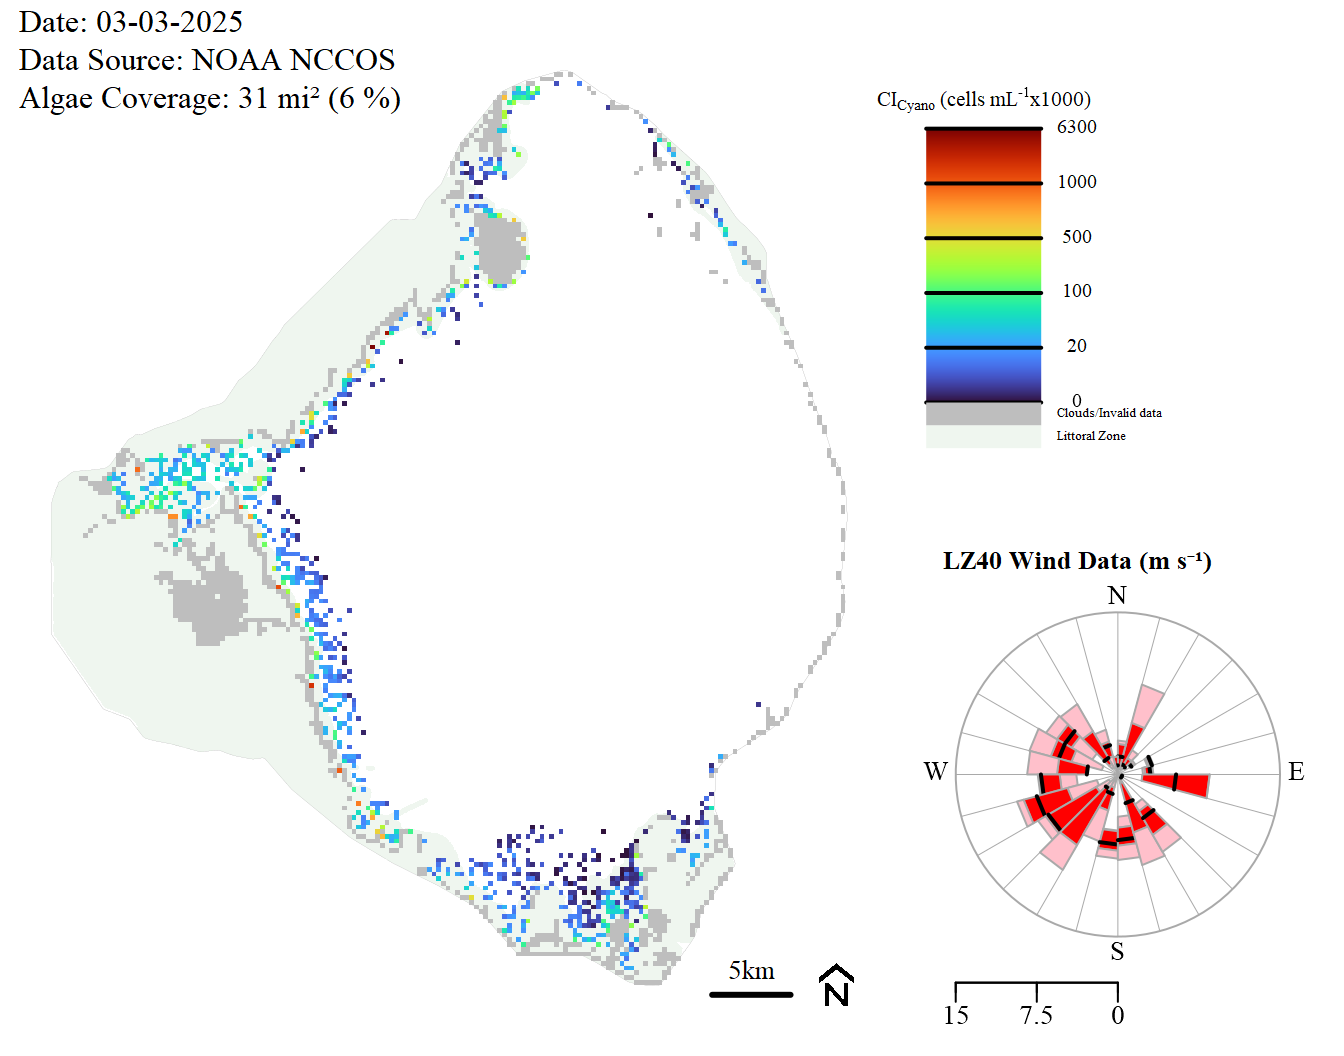 Date: 03-03-2025
Data Source: NOAA NCCOS
Algae Coverage: 31 mi² (6 %)
CICyano (cells mL-1x1000)
6300
1000
500
100
20
0
Clouds/Invalid data
Littoral Zone
LZ40 Wind Data (m s⁻¹)
N
W
E
S
5km
N
15 7.5 0